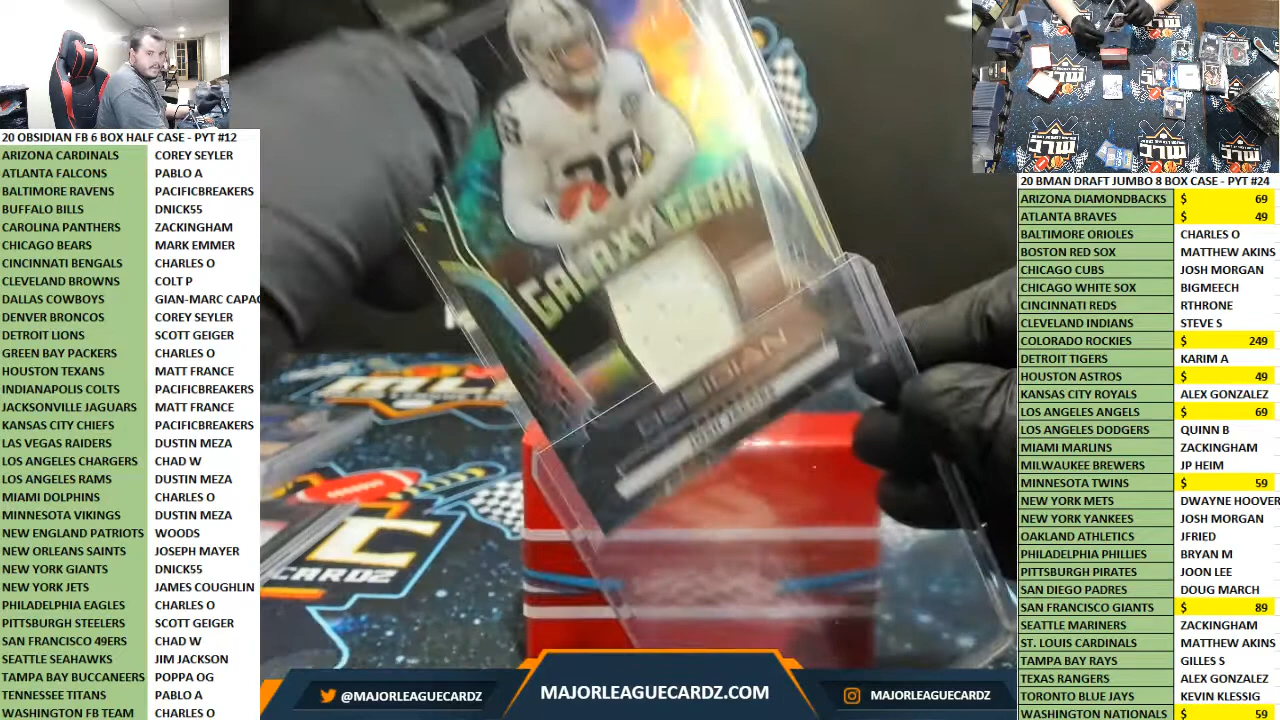 20 OBSIDIAN FB 6 BOX HALF CASE - PYT #12
ARIZONA CARDINALS COREY SEYLER
ATLANTA FALCONS PABLO A
BALTIMORE RAVENS PACIFICBREAKERS
BUFFALO BILLS DNICK55
CAROLINA PANTHERS ZACKINGHAM
CHICAGO BEARS MARK EMMER
CINCINNATI BENGALS CHARLES O
CLEVELAND BROWNS COLT P
DALLAS COWBOYS GIAN-MARC CAPAC
DENVER BRONCOS COREY SEYLER
DETROIT LIONS SCOTT GEIGER
GREEN BAY PACKERS CHARLES O
HOUSTON TEXANS MATT FRANCE
INDIANAPOLIS COLTS PACIFICBREAKERS
JACKSONVILLE JAGUARS MATT FRANCE
KANSAS CITY CHIEFS PACIFICBREAKERS
LAS VEGAS RAIDERS DUSTIN MEZA
LOS ANGELES CHARGERS CHAD W
LOS ANGELES RAMS DUSTIN MEZA
MIAMI DOLPHINS CHARLES O
MINNESOTA VIKINGS DUSTIN MEZA
NEW ENGLAND PATRIOTS WOODS
NEW ORLEANS SAINTS JOSEPH MAYER
NEW YORK GIANTS DNICK55
NEW YORK JETS JAMES COUGHLIN
PHILADELPHIA EAGLES CHARLES O
PITTSBURGH STEELERS SCOTT GEIGER
SAN FRANCISCO 49ERS CHAD W
SEATTLE SEAHAWKS JIM JACKSON
TAMPA BAY BUCCANEERS POPPA OG
TENNESSEE TITANS PABLO A
WASHINGTON FB TEAM CHARLES O
GALAXY GEAR
C
CARDZ
@MAJORLEAGUECARDZ
MAJORLEAGUECARDZ.COM
MAJORLEAGUECARDZ
20 BMAN DRAFT JUMBO 8 BOX CASE - PYT #24
ARIZONA DIAMONDBACKS $ 69
ATLANTA BRAVES $ 49
BALTIMORE ORIOLES CHARLES O
BOSTON RED SOX MATTHEW AKINS
CHICAGO CUBS JOSH MORGAN
CHICAGO WHITE SOX BIGMEECH
CINCINNATI REDS RTHRONE
CLEVELAND INDIANS STEVE S
COLORADO ROCKIES $ 249
DETROIT TIGERS KARIM A
HOUSTON ASTROS $ 49
KANSAS CITY ROYALS ALEX GONZALEZ
LOS ANGELES ANGELS $ 69
LOS ANGELES DODGERS QUINN B
MIAMI MARLINS ZACKINGHAM
MILWAUKEE BREWERS JP HEIM
MINNESOTA TWINS $ 59
NEW YORK METS DWAYNE HOOVER
NEW YORK YANKEES JOSH MORGAN
OAKLAND ATHLETICS JFRIED
PHILADELPHIA PHILLIES BRYAN M
PITTSBURGH PIRATES JOON LEE
SAN DIEGO PADRES DOUG MARCH
SAN FRANCISCO GIANTS $ 89
SEATTLE MARINERS ZACKINGHAM
ST. LOUIS CARDINALS MATTHEW AKINS
TAMPA BAY RAYS GILLES S
TEXAS RANGERS ALEX GONZALEZ
TORONTO BLUE JAYS KEVIN KLESSIG
WASHINGTON NATIONALS $ 59